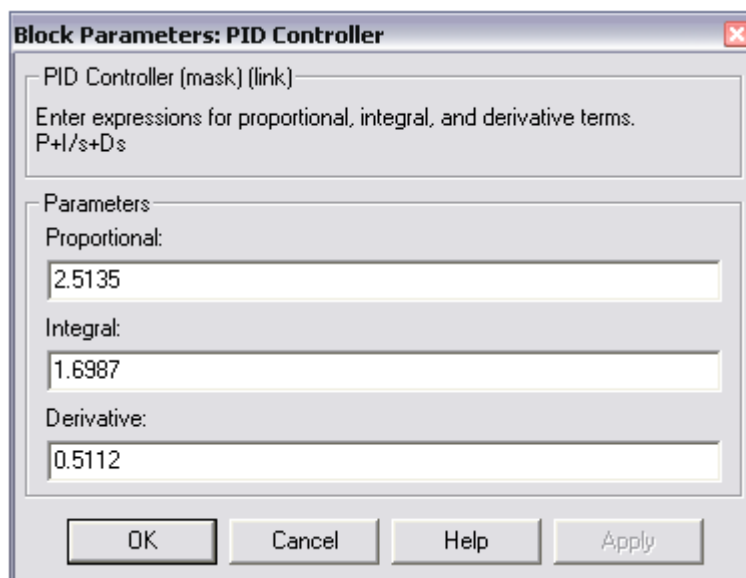 Block Parameters: PID Controller
PID Controller (mask) (link)
Enter expressions for proportional, integral, and derivative terms.
P+I/s+Ds
Parameters
Proportional:
2.5135
Integral:
1.6987
Derivative:
0.5112
OK Cancel Help Apply